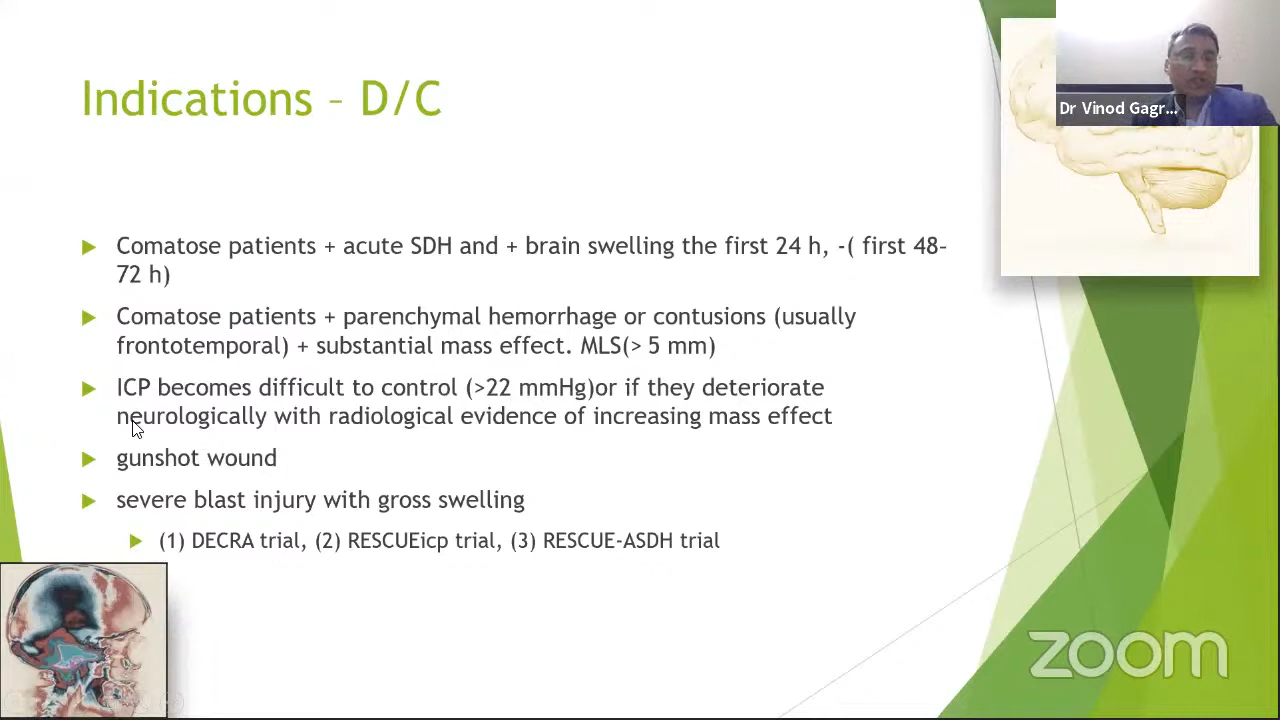 Indications – D/C
Dr Vinod Gagr...
Comatose patients + acute SDH and + brain swelling the first 24 h, -( first 48–
72 h)
Comatose patients + parenchymal hemorrhage or contusions (usually
frontotemporal) + substantial mass effect. MLS(> 5 mm)
ICP becomes difficult to control (>22 mmHg)or if they deteriorate
neurologically with radiological evidence of increasing mass effect
gunshot wound
severe blast injury with gross swelling
(1) DECRA trial, (2) RESCUEicp trial, (3) RESCUE-ASDH trial
zoom